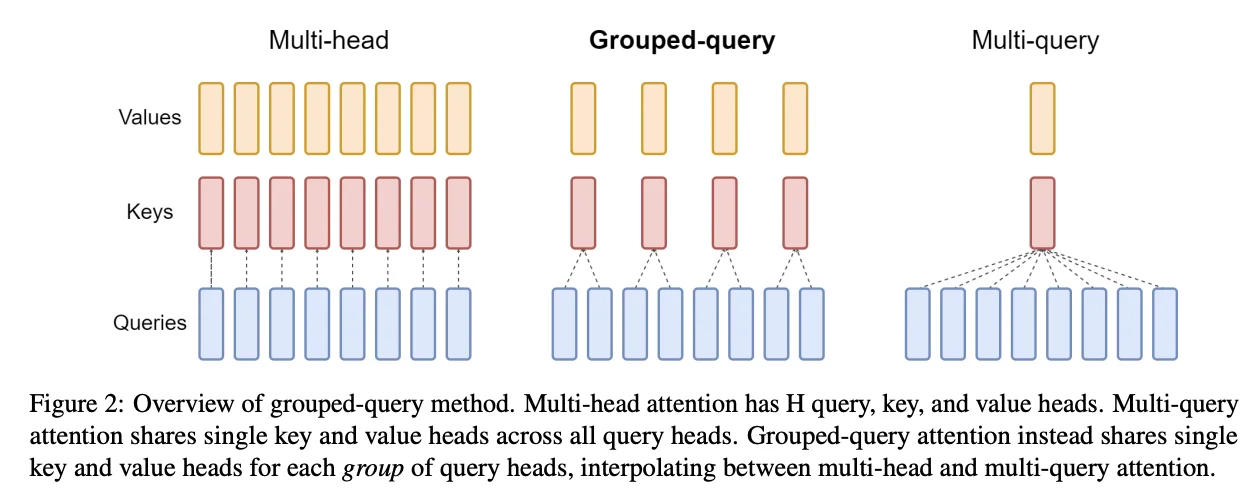 Multi-head Grouped-query Multi-query
Values
Keys
Queries
Figure 2: Overview of grouped-query method. Multi-head attention has H query, key, and value heads. Multi-query
attention shares single key and value heads across all query heads. Grouped-query attention instead shares single
key and value heads for each group of query heads, interpolating between multi-head and multi-query attention.